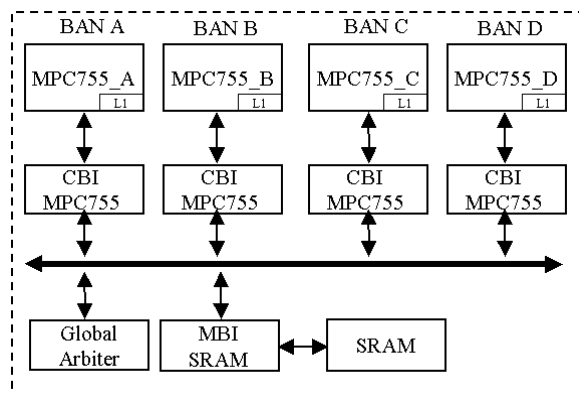 BAN A BAN B BAN C BAN D
MPC755_A MPC755_B MPC755_C MPC755_D
L1 L1 L1 L1
CBI CBI CBI CBI
MPC755 MPC755 MPC755 MPC755
Global MBI SRAM
Arbiter SRAM